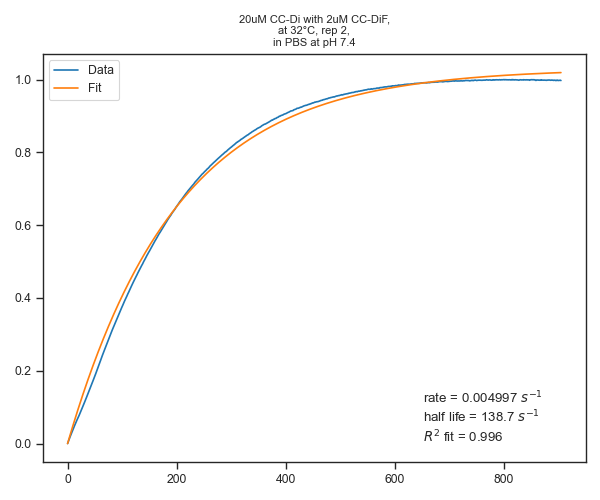 20uM CC-Di with 2uM CC-DiF,
at 32°C, rep 2,
in PBS at pH 7.4
Data
Fit
1.0
0.8
0.6
0.4
0.2
0.0
rate = 0.004997 s⁻¹
half life = 138.7 s⁻¹
R² fit = 0.996
0 200 400 600 800